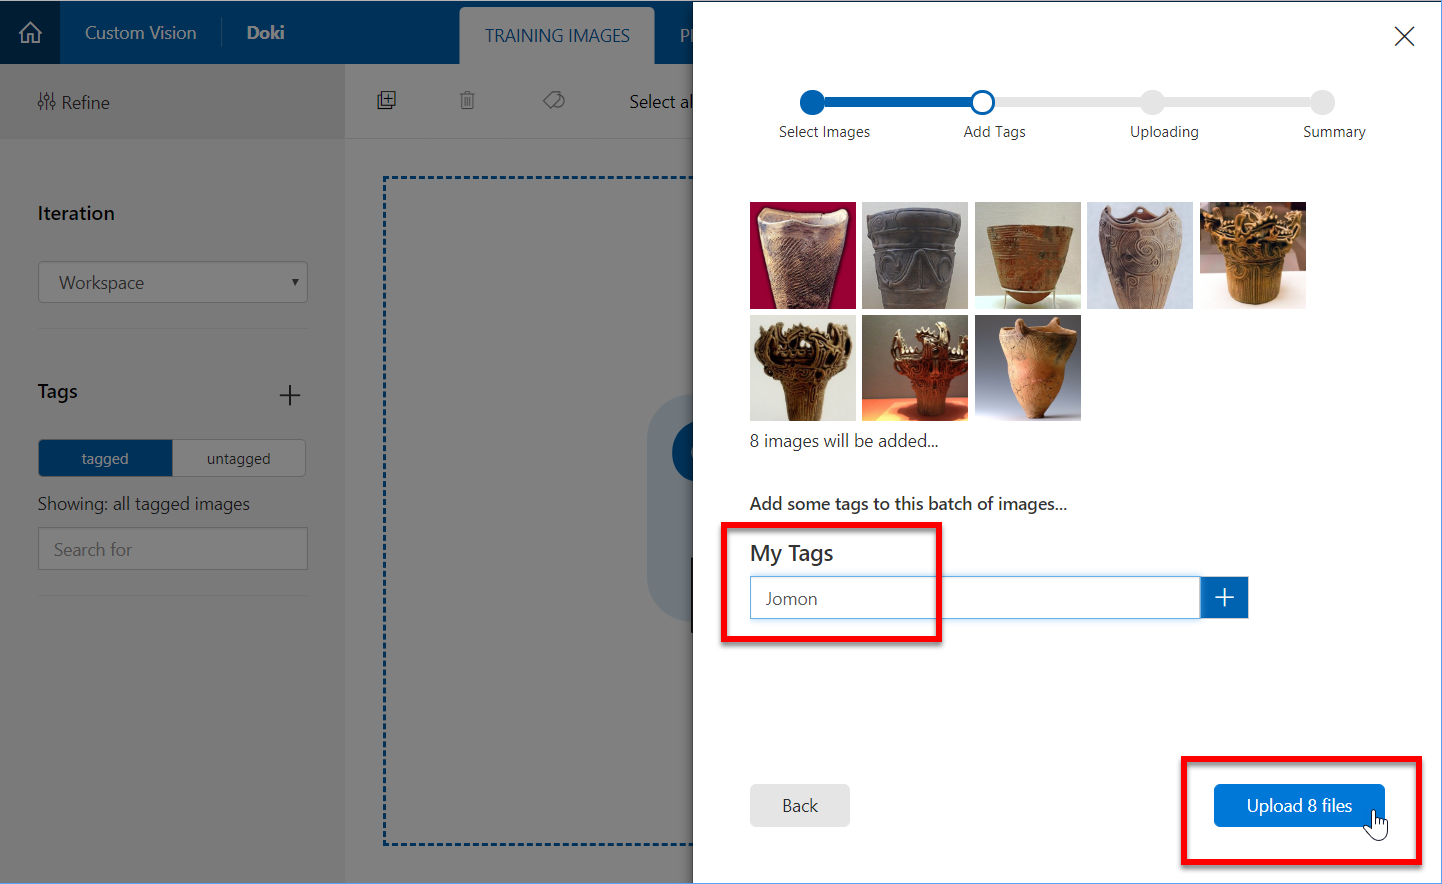 Custom Vision
Doki
TRAINING IMAGES
Refine
Select
Iteration
Workspace
Tags
tagged
untagged
Showing: all tagged images
Search for
Select Images
Add Tags
Uploading
Summary
8 images will be added...
Add some tags to this batch of images...
My Tags
Jomon
Back
Upload 8 files